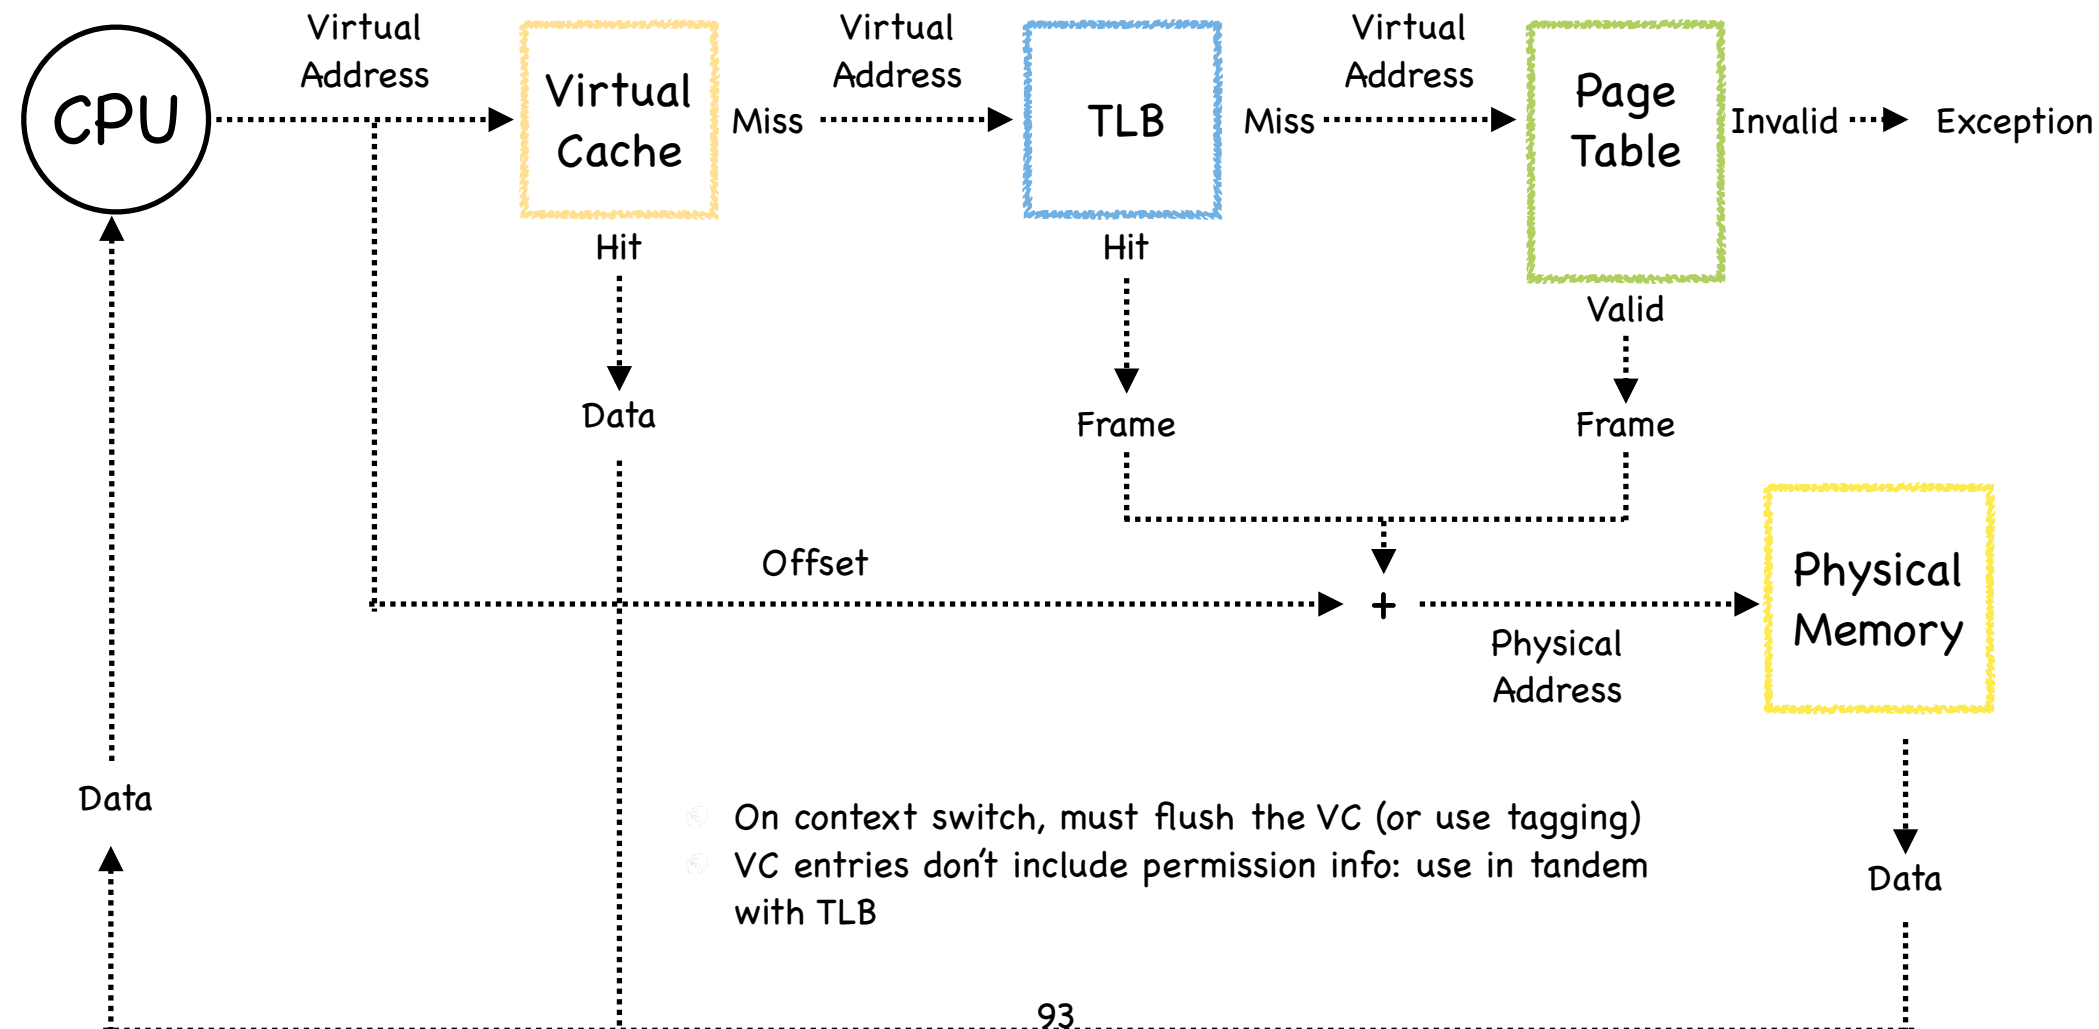 Virtual
Address
Virtual
Address
Virtual
Address
CPU
Virtual
Cache
Miss
TLB
Miss
Page
Table
Invalid
Exception
Hit
Hit
Valid
Data
Frame
Frame
Offset
+
Physical
Address
Physical
Memory
Data
On context switch, must flush the VC (or use tagging)
VC entries don't include permission info: use in tandem
with TLB
Data
93